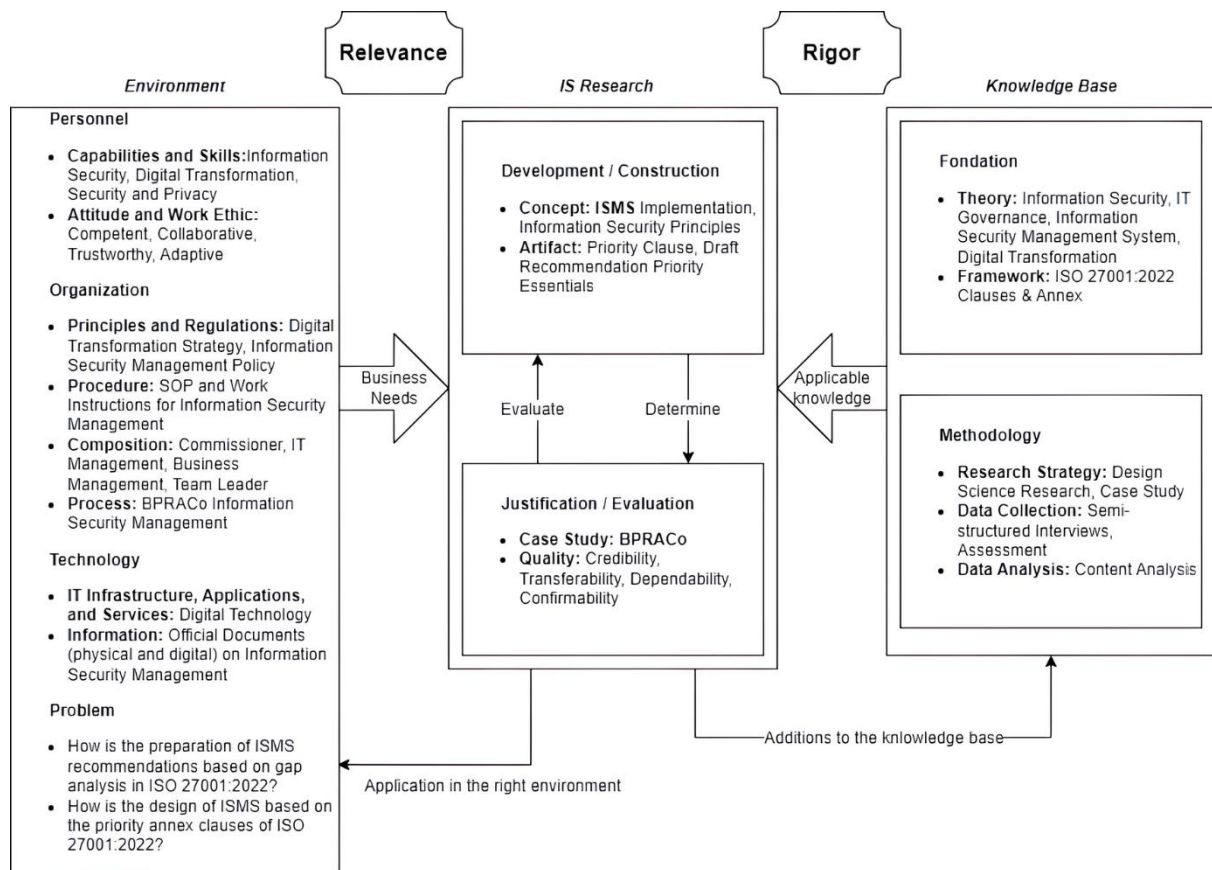 Relevance
Rigor
Environment
IS Research
Knowledge Base
Personnel
• Capabilities and Skills:Information
Security, Digital Transformation,
Security and Privacy
• Attitude and Work Ethic:
Competent, Collaborative,
Trustworthy, Adaptive
Organization
• Principles and Regulations: Digital
Transformation Strategy, Information
Security Management Policy
• Procedure: SOP and Work
Instructions for Information Security
Management
• Composition: Commissioner, IT
Management, Business
Management, Team Leader
• Process: BPRACo Information
Security Management
Technology
• IT Infrastructure, Applications,
and Services: Digital Technology
• Information: Official Documents
(physical and digital) on Information
Security Management
Problem
• How is the preparation of ISMS
recommendations based on gap
analysis in ISO 27001:2022?
• How is the design of ISMS based on
the priority annex clauses of ISO
27001:2022?
Business
Needs
Development / Construction
• Concept: ISMS Implementation,
Information Security Principles
• Artifact: Priority Clause, Draft
Recommendation Priority
Essentials
Evaluate
Determine
Justification / Evaluation
• Case Study: BPRACo
• Quality: Credibility,
Transferability, Dependability,
Confirmability
Applicable
knowledge
Fondation
• Theory: Information Security, IT
Governance, Information
Security Management System,
Digital Transformation
• Framework: ISO 27001:2022
Clauses & Annex
Methodology
• Research Strategy: Design
Science Research, Case Study
• Data Collection: Semi-
structured Interviews,
Assessment
• Data Analysis: Content Analysis
Application in the right environment
Additions to the knlowledge base